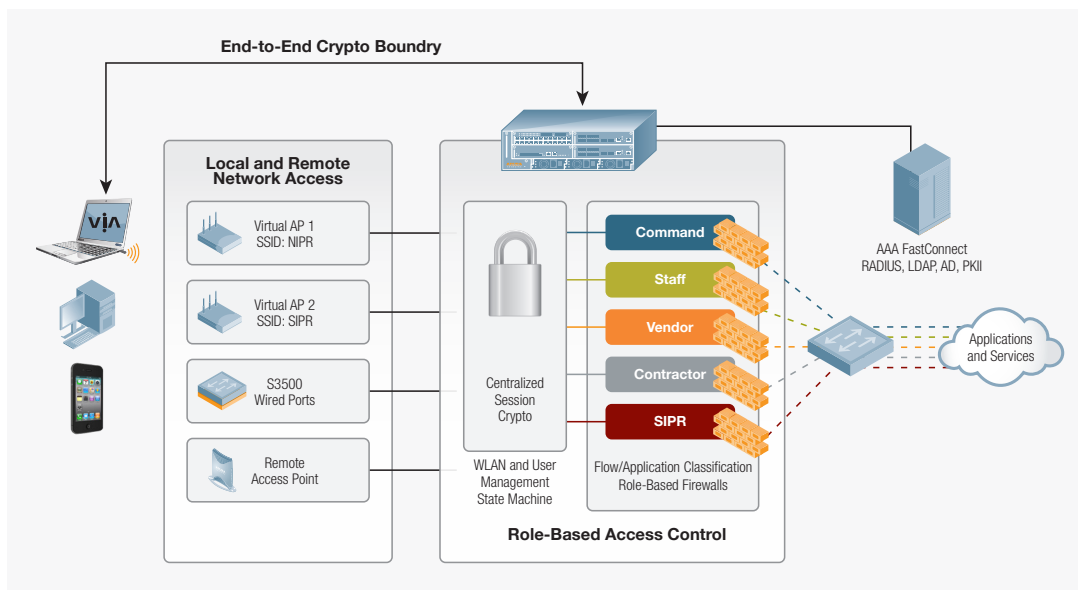 End-to-End Crypto Boundry
Local and Remote
Network Access
VIA
Virtual AP 1
SSID: NIPR
Virtual AP 2
SSID: SIPR
S3500
Wired Ports
Remote
Access Point
Centralized
Session
Crypto
WLAN and User
Management
State Machine
Command
Staff
Vendor
Contractor
SIPR
Flow/Application Classification
Role-Based Firewalls
Role-Based Access Control
AAA FastConnect
RADIUS, LDAP, AD, PKII
Applications
and Services